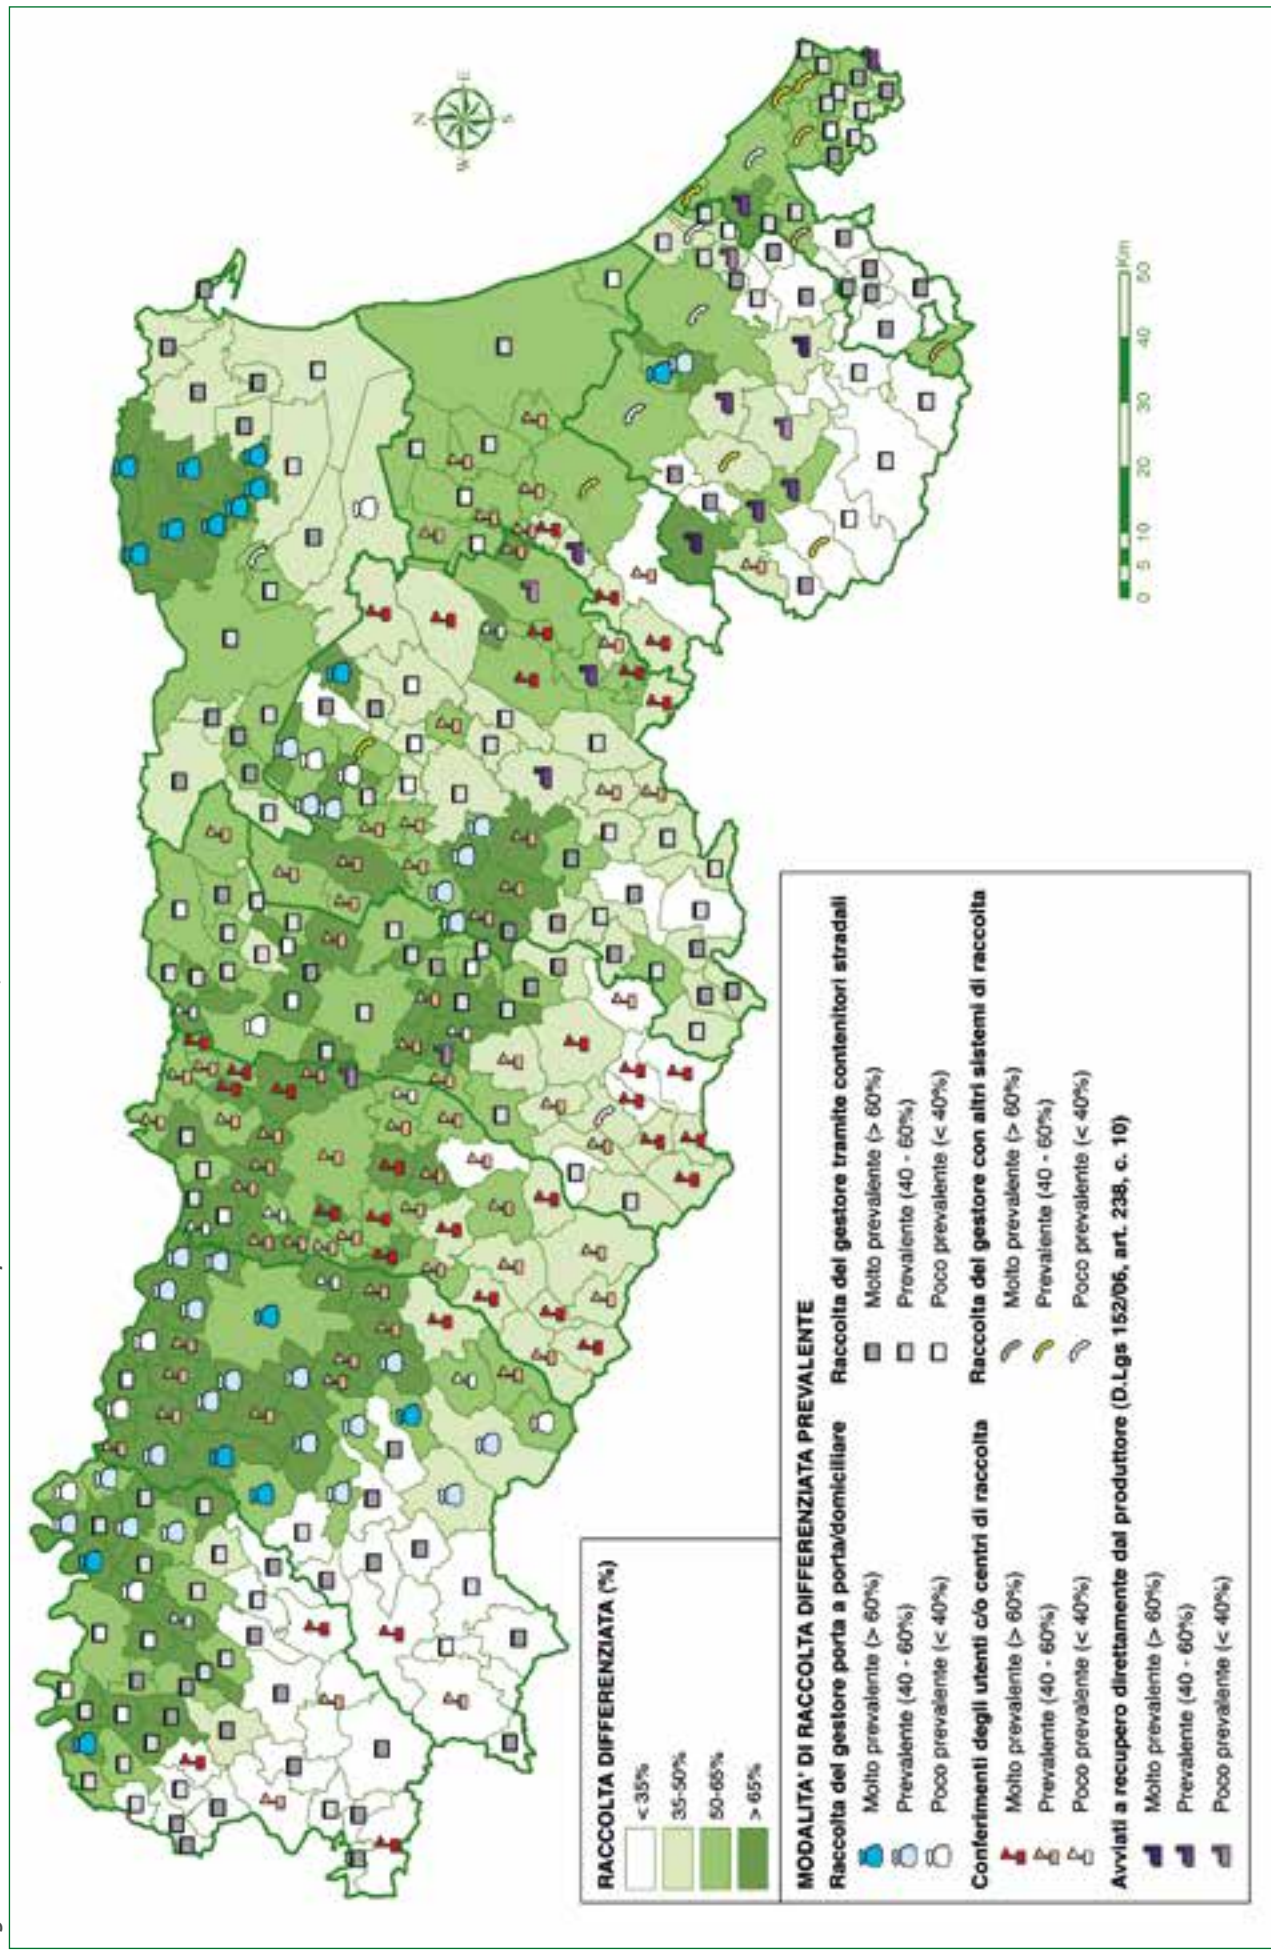 N
W
E
S
0 5 10 20 30 40 50
Km
RACCOLTA DIFFERENZIATA (%)
< 35%
35-50%
50-65%
> 65%
MODALITA' DI RACCOLTA DIFFERENZIATA PREVALENTE
Raccolta del gestore porta a porta/domiciliare
Molto prevalente (> 60%)
Prevalente (40 - 60%)
Poco prevalente (< 40%)
Raccolta del gestore tramite contenitori stradali
Molto prevalente (> 60%)
Prevalente (40 - 60%)
Poco prevalente (< 40%)
Conferimenti degli utenti c/o centri di raccolta
Molto prevalente (> 60%)
Prevalente (40 - 60%)
Poco prevalente (< 40%)
Raccolta del gestore con altri sistemi di raccolta
Molto prevalente (> 60%)
Prevalente (40 - 60%)
Poco prevalente (< 40%)
Avviati a recupero direttamente dal produttore (D.Lgs 152/06, art. 238, c. 10)
Molto prevalente (> 60%)
Prevalente (40 - 60%)
Poco prevalente (< 40%)